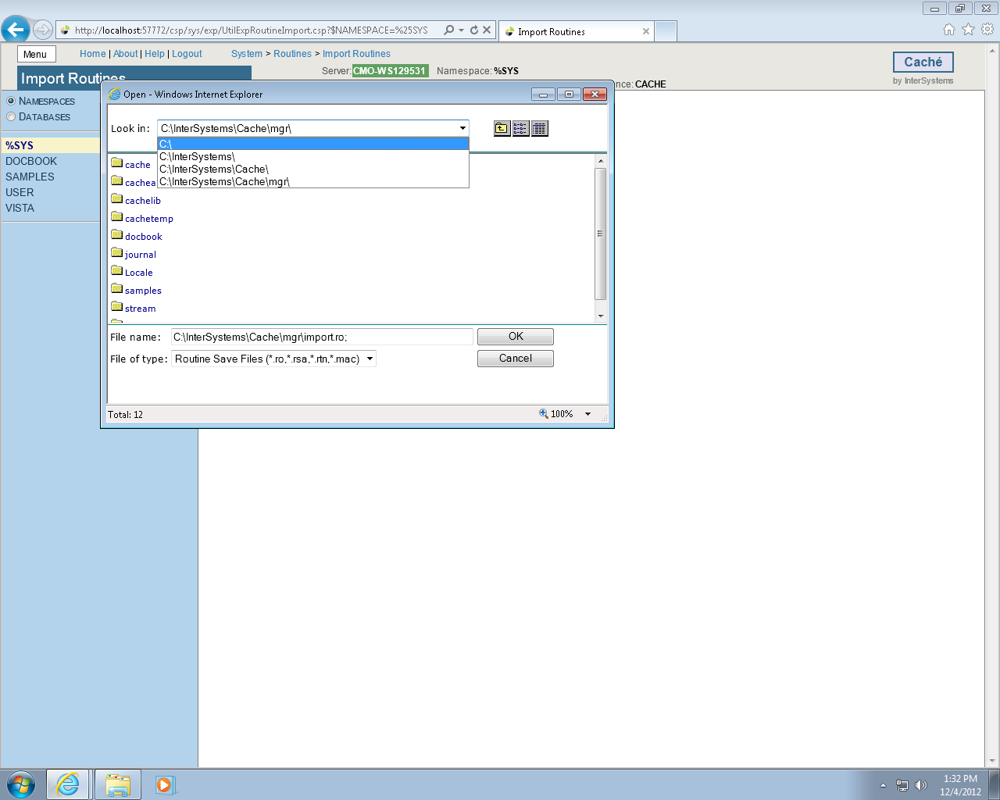 http://localhost:57772/csp/sys/exp/UtilExpRoutineImport.csp?$NAMESPACE=%25SYS
Import Routines
Menu
Home | About | Help | Logout
System > Routines > Import Routines
Server: CMO-WS129531 Namespace: %SYS
Caché
by InterSystems
Import Routines
nce: CACHE
NAMESPACES
DATABASES
%SYS
DOCBOOK
SAMPLES
USER
VISTA
Open - Windows Internet Explorer
Look in: C:\InterSystems\Cache\mgr\
C:\
C:\InterSystems\
C:\InterSystems\Cache\
C:\InterSystems\Cache\mgr\
cache
cachea
cachelib
cachetemp
docbook
journal
Locale
samples
stream
File name: C:\InterSystems\Cache\mgr\import.ro;
OK
File of type: Routine Save Files (*.ro,*.rsa,*.rtn,*.mac)
Cancel
Total: 12
100%
1:32 PM
12/4/2012